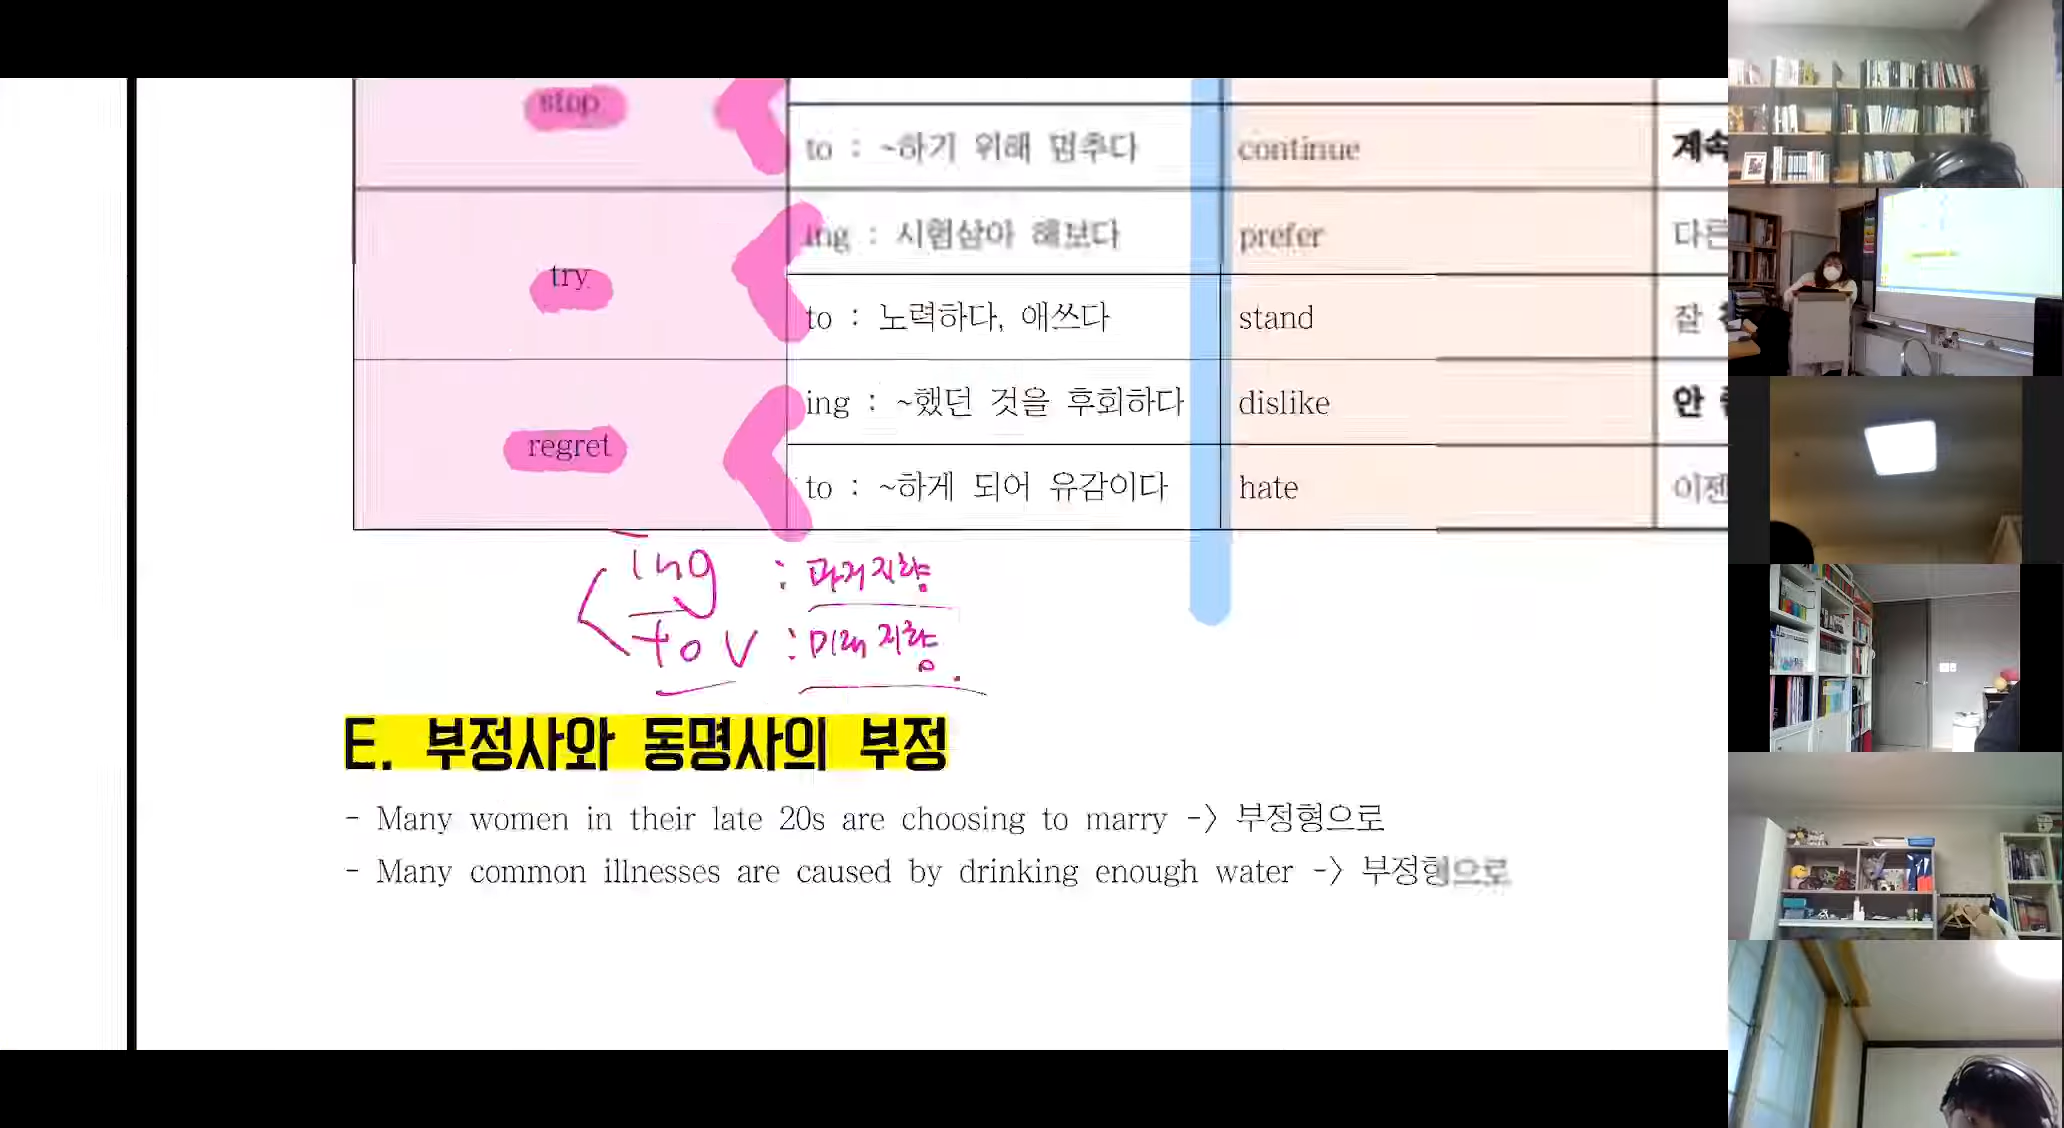 stop
to : ~하기 위해 멈추다 continue 계속
try
ing : 시험삼아 해보다 prefer 다른
to : 노력하다, 애쓰다 stand 잘
regret
ing : ~했던 것을 후회하다 dislike 안
to : ~하게 되어 유감이다 hate 이젠
ing : 과거지향
to V : 미래 지향.
E. 부정사와 동명사의 부정
- Many women in their late 20s are choosing to marry -> 부정형으로
- Many common illnesses are caused by drinking enough water -> 부정형으로